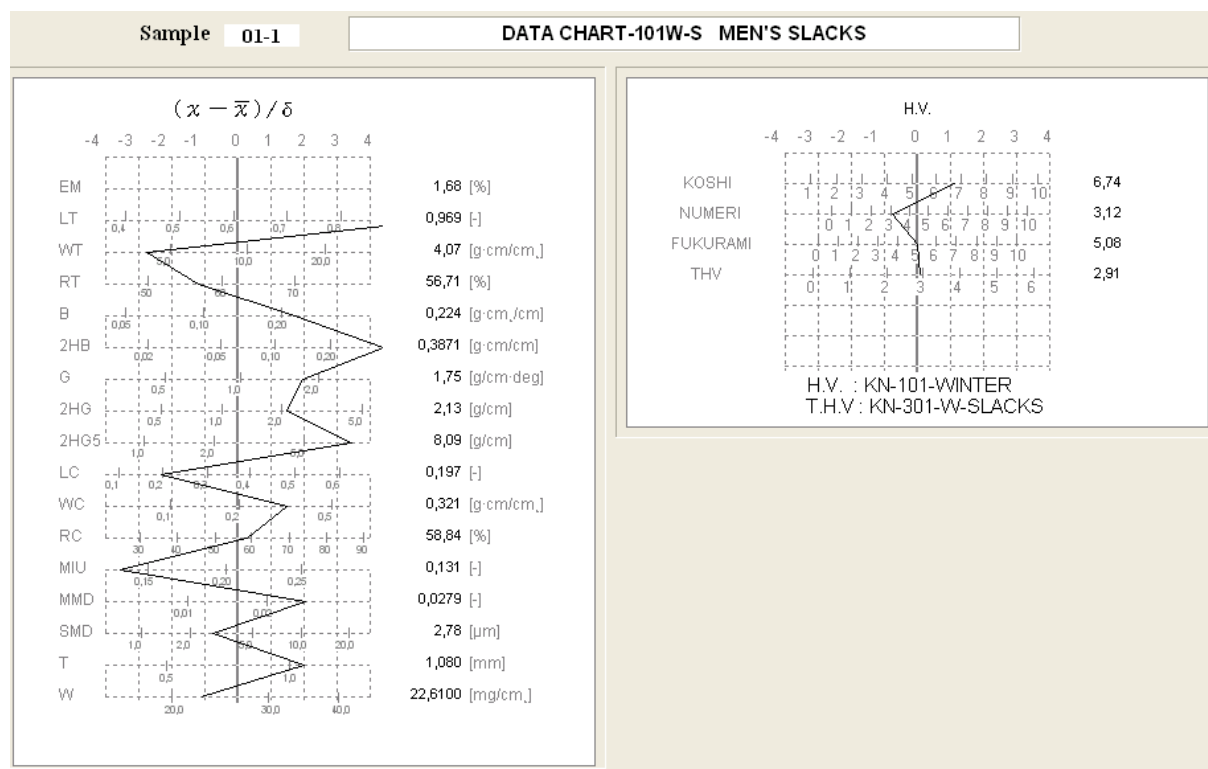 Sample 01-1 DATA CHART-101W-S MEN'S SLACKS
(χ − χ̅)/δ
-4 -3 -2 -1 0 1 2 3 4
EM 1,68 [%]
LT 0,969 [-]
0,4 0,5 0,6 0,7 0,8
WT 4,07 [g·cm/cm,]
5,0 10,0 20,0
RT 56,71 [%]
50 60 70
B 0,224 [g·cm,/cm]
0,05 0,10 0,20
2HB 0,3871 [g·cm/cm]
0,02 0,05 0,10 0,20
G 1,75 [g/cm·deg]
0,5 1,0 2,0
2HG 2,13 [g/cm]
0,5 1,0 2,0 5,0
2HG5 8,09 [g/cm]
1,0 2,0 5,0
LC 0,197 [-]
0,1 0,2 0,3 0,4 0,5 0,6
WC 0,321 [g·cm/cm,]
0,1 0,2 0,5
RC 58,84 [%]
30 40 50 60 70 80 90
MIU 0,131 [-]
0,15 0,20 0,25
MMD 0,0279 [-]
0,01 0,02
SMD 2,78 [µm]
1,0 2,0 5,0 10,0 20,0
T 1,080 [mm]
0,5 1,0
W 22,6100 [mg/cm,]
20,0 30,0 40,0
H.V.
-4 -3 -2 -1 0 1 2 3 4
KOSHI 6,74
1 2 3 4 5 6 7 8 9 10
NUMERI 3,12
0 1 2 3 4 5 6 7 8 9 10
FUKURAMI 5,08
0 1 2 3 4 5 6 7 8 9 10
THV 2,91
0 1 2 3 4 5 6
H.V. : KN-101-WINTER
T.H.V : KN-301-W-SLACKS